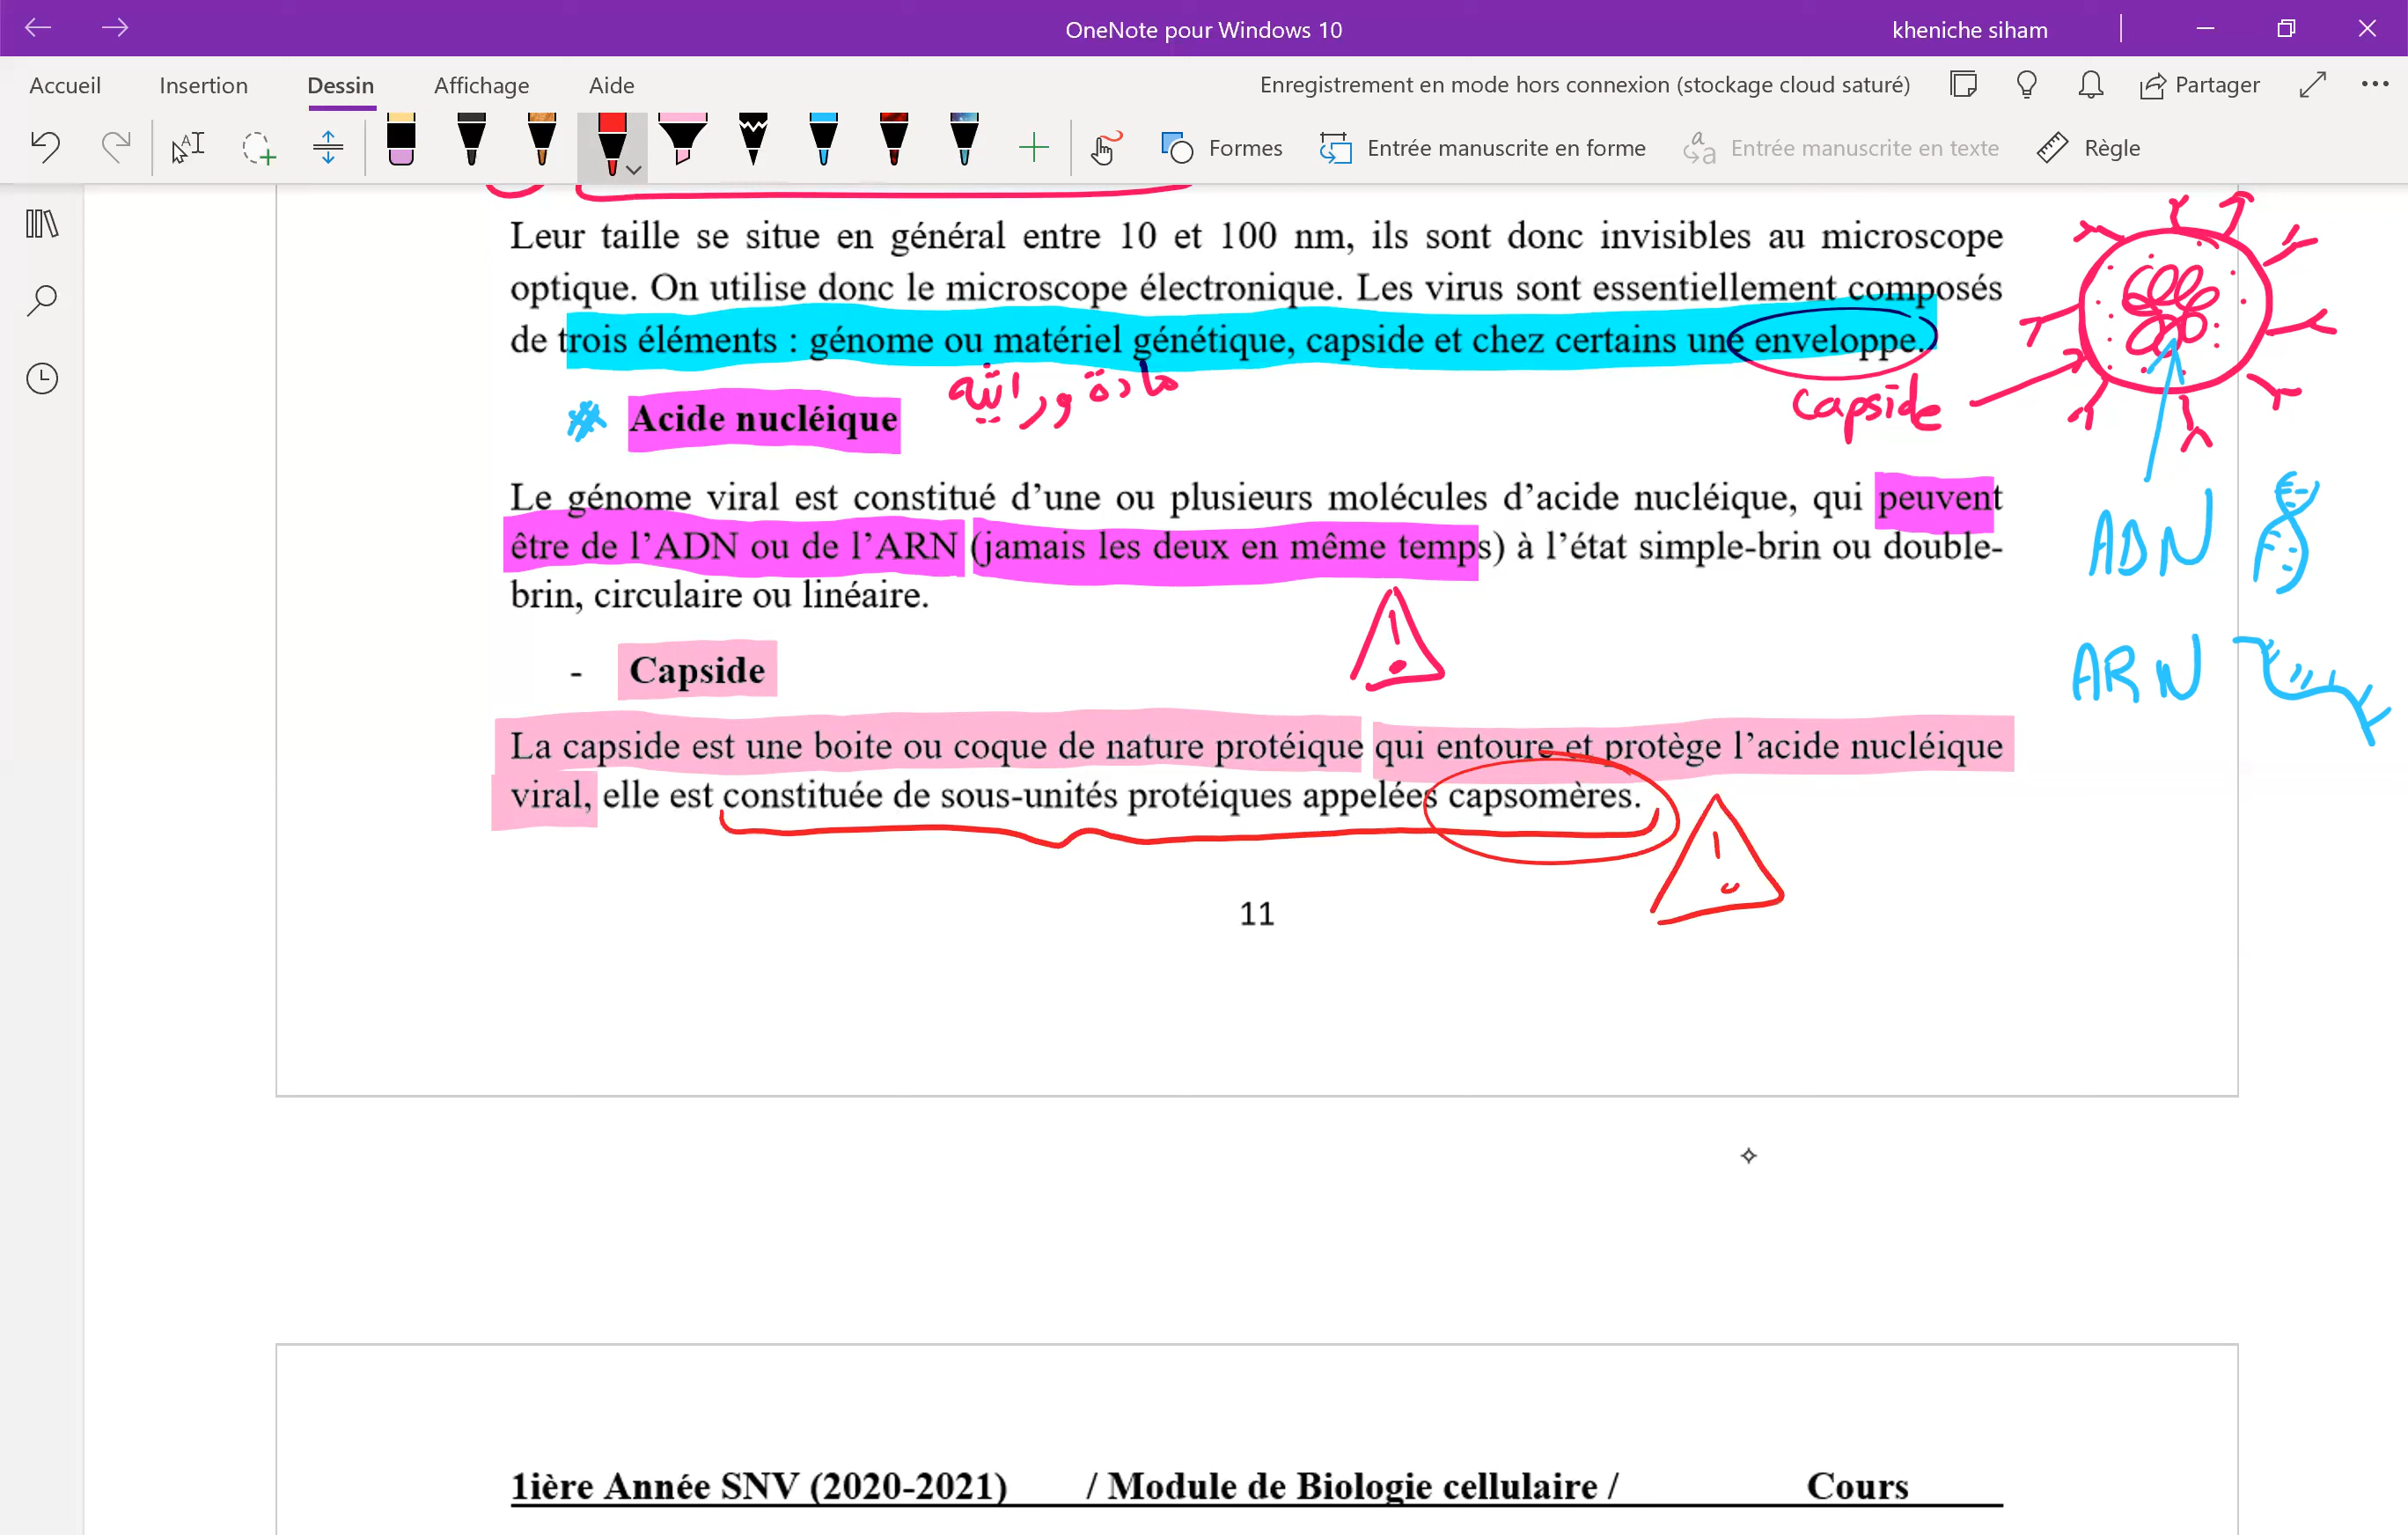 OneNote pour Windows 10
kheniche siham
Accueil Insertion Dessin Affichage Aide
Enregistrement en mode hors connexion (stockage cloud saturé) Partager
Formes Entrée manuscrite en forme Entrée manuscrite en texte Règle
Leur taille se situe en général entre 10 et 100 nm, ils sont donc invisibles au microscope
optique. On utilise donc le microscope électronique. Les virus sont essentiellement composés
de trois éléments : génome ou matériel génétique, capside et chez certains une enveloppe.
مادة وراثية
capside
Acide nucléique
Le génome viral est constitué d’une ou plusieurs molécules d’acide nucléique, qui peuvent
être de l’ADN ou de l’ARN (jamais les deux en même temps) à l’état simple-brin ou double-
brin, circulaire ou linéaire.
ADN
ARN
- Capside
La capside est une boite ou coque de nature protéique qui entoure et protège l’acide nucléique
viral, elle est constituée de sous-unités protéiques appelées capsomères.
11
1ière Année SNV (2020-2021) / Module de Biologie cellulaire / Cours